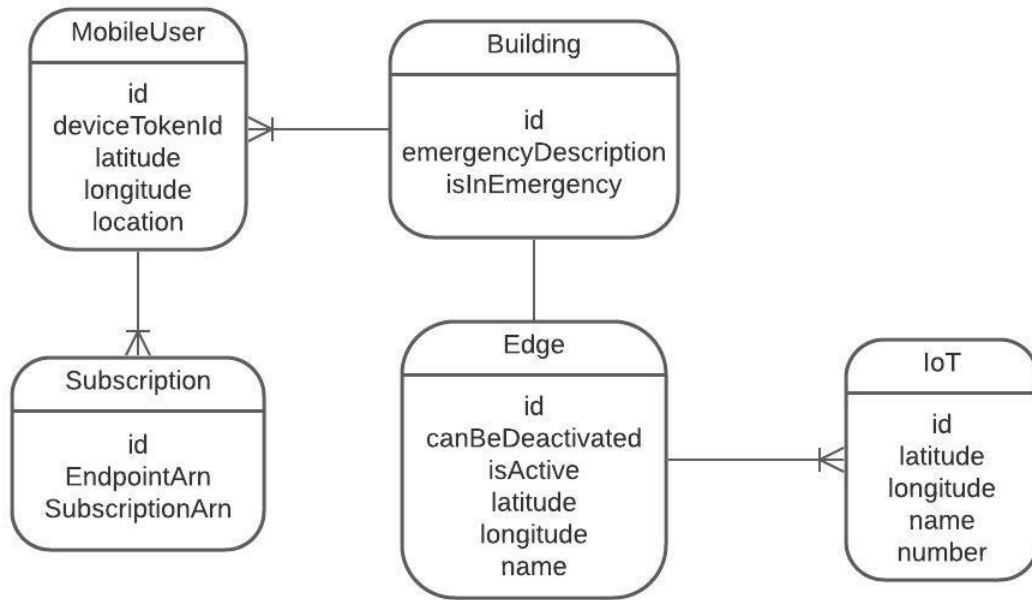 MobileUser
id
deviceTokenId
latitude
longitude
location
Building
id
emergencyDescription
isInEmergency
Subscription
id
EndpointArn
SubscriptionArn
Edge
id
canBeDeactivated
isActive
latitude
longitude
name
IoT
id
latitude
longitude
name
number